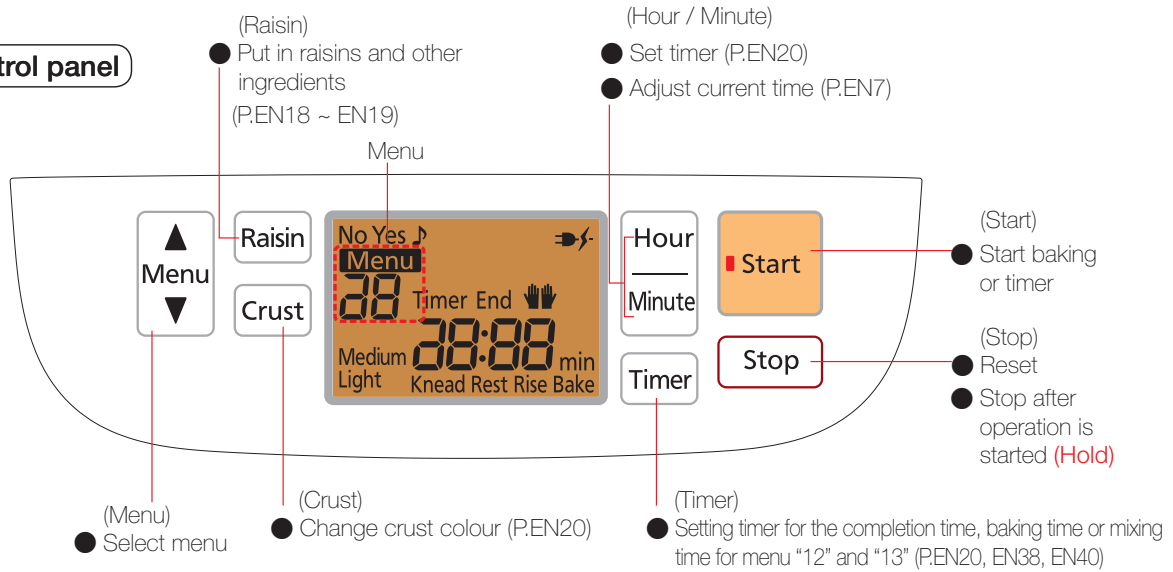 (Raisin)
● Put in raisins and other
ingredients
(P.EN18 ~ EN19)
(Hour / Minute)
● Set timer (P.EN20)
● Adjust current time (P.EN7)
trol panel
Menu
▲
Menu
▼
Raisin
Crust
No Yes ♪
Menu
38
Timer End
28:88 min
Medium
Light
Knead Rest Rise Bake
Hour
Minute
Timer
Start
Stop
(Start)
● Start baking
or timer
(Stop)
● Reset
● Stop after
operation is
started (Hold)
(Menu)
● Select menu
(Crust)
● Change crust colour (P.EN20)
(Timer)
● Setting timer for the completion time, baking time or mixing
time for menu “12” and “13” (P.EN20, EN38, EN40)